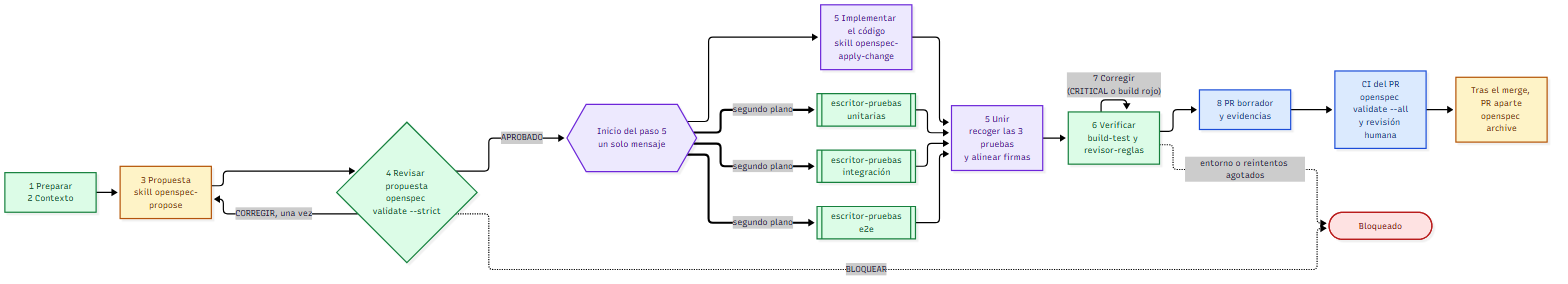 1 Preparar
2 Contexto
3 Propuesta
skill openspec-
propose
CORREGIR, una vez
4 Revisar
propuesta
openspec
validate --strict
APROBADO
BLOQUEAR
Inicio del paso 5
un solo mensaje
segundo plano
segundo plano
segundo plano
5 Implementar
el código
skill openspec-
apply-change
escritor-pruebas
unitarias
escritor-pruebas
integración
escritor-pruebas
e2e
5 Unir
recoger las 3
pruebas
y alinear firmas
7 Corregir
(CRITICAL o build rojo)
6 Verificar
build-test y
revisor-reglas
entorno o reintentos
agotados
8 PR borrador
y evidencias
CI del PR
openspec
validate --all
y revisión
humana
Tras el merge,
PR aparte
openspec
archive
Bloqueado